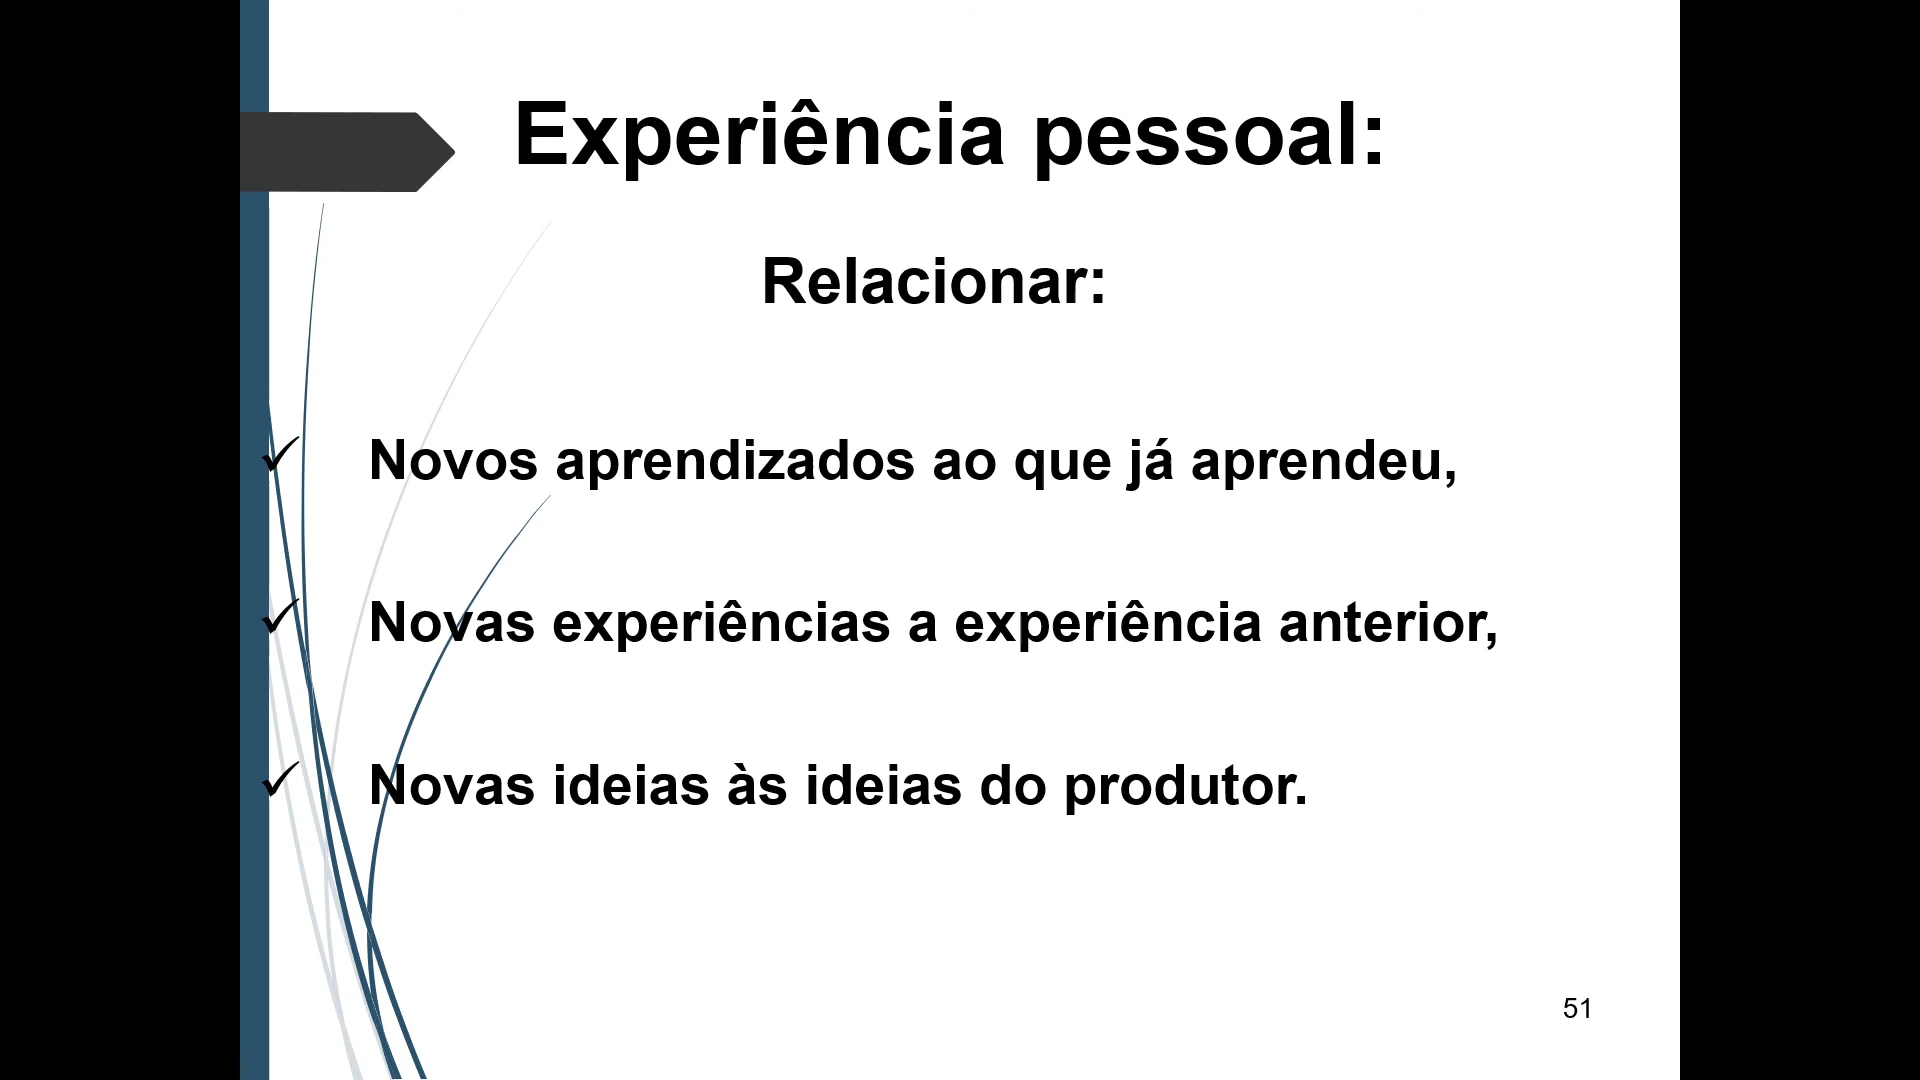 Experiência pessoal:
Relacionar:
✓ Novos aprendizados ao que já aprendeu,
✓ Novas experiências a experiência anterior,
✓ Novas ideias às ideias do produtor.
51